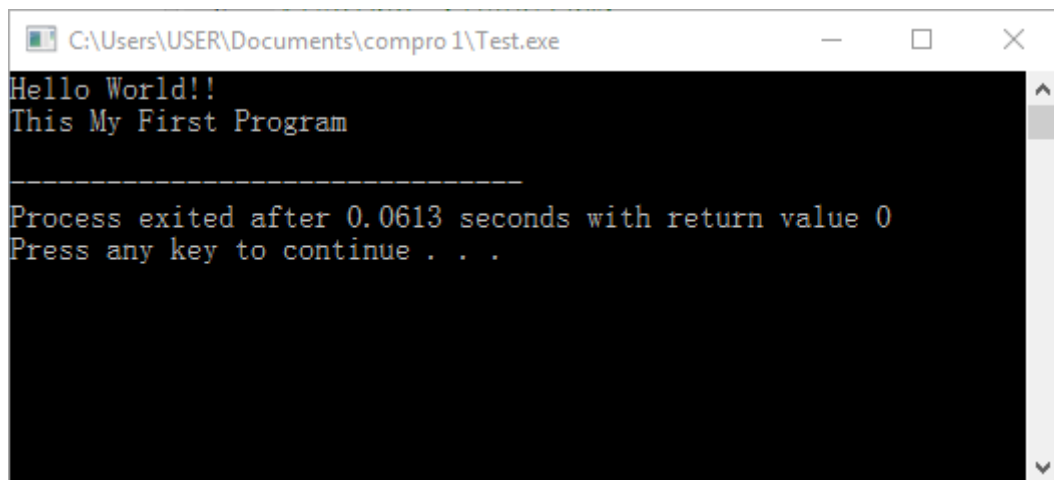 C:\Users\USER\Documents\compro 1\Test.exe
Hello World!!
This My First Program
--------------------------------
Process exited after 0.0613 seconds with return value 0
Press any key to continue . . .